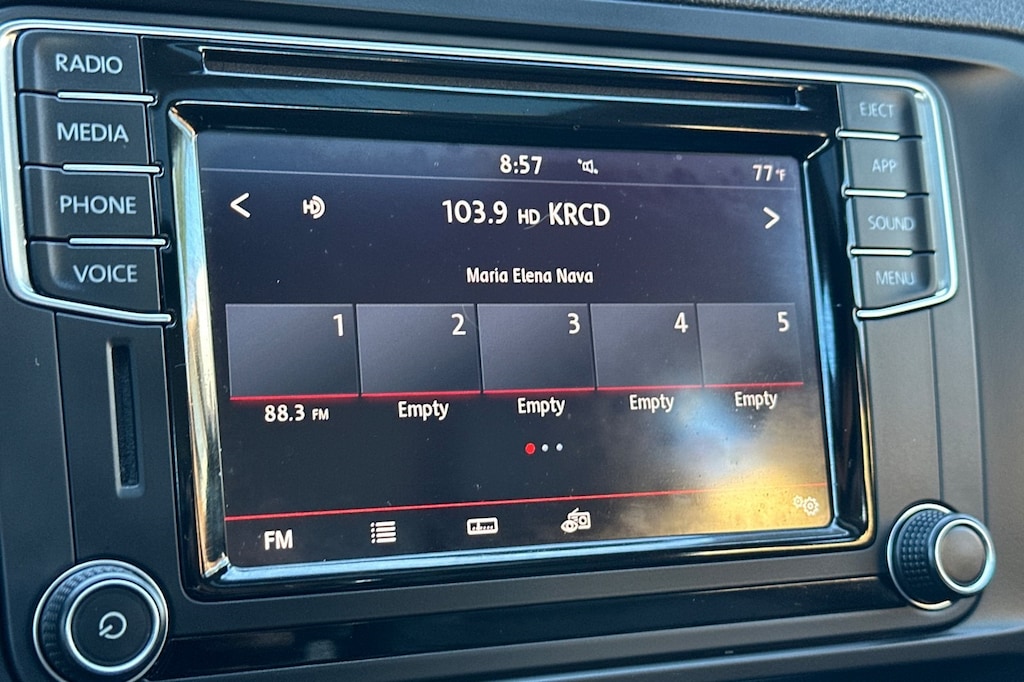 RADIO
MEDIA
PHONE
VOICE
EJECT
APP
SOUND
MENU
8:57
77°F
< HD 103.9 HD KRCD >
Maria Elena Nava
1 2 3 4 5
88.3 FM Empty Empty Empty Empty
FM